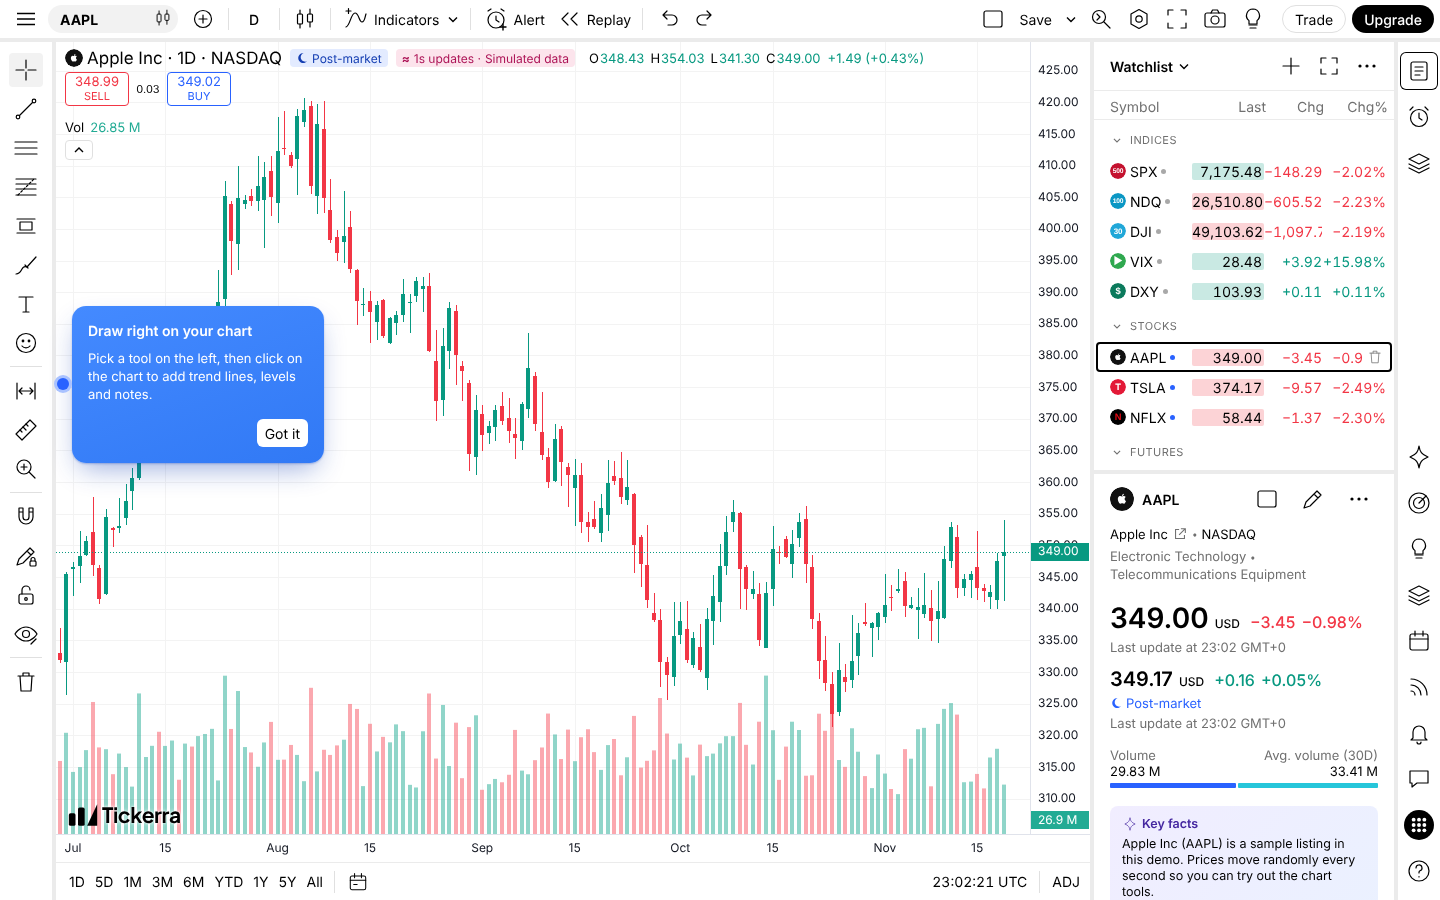 AAPL
D
Indicators
Alert
Replay
Save
Trade
Upgrade
Apple Inc · 1D · NASDAQ
Post-market
≈ 1s updates · Simulated data
O348.43 H354.03 L341.30 C349.00 +1.49 (+0.43%)
348.99
SELL
0.03
349.02
BUY
Vol 26.85 M
Draw right on your chart
Pick a tool on the left, then click on
the chart to add trend lines, levels
and notes.
Got it
425.00
420.00
415.00
410.00
405.00
400.00
395.00
390.00
385.00
380.00
375.00
370.00
365.00
360.00
355.00
349.00
345.00
340.00
335.00
330.00
325.00
320.00
315.00
310.00
26.9 M
Tickerra
Jul 15 Aug 15 Sep 15 Oct 15 Nov 15
1D 5D 1M 3M 6M YTD 1Y 5Y All
23:02:21 UTC
ADJ
Watchlist
Symbol Last Chg Chg%
INDICES
500 SPX 7,175.48 −148.29 −2.02%
100 NDQ 26,510.80 −605.52 −2.23%
30 DJI 49,103.62 −1,097.7 −2.19%
VIX 28.48 +3.92 +15.98%
$ DXY 103.93 +0.11 +0.11%
STOCKS
AAPL 349.00 −3.45 −0.9
T TSLA 374.17 −9.57 −2.49%
N NFLX 58.44 −1.37 −2.30%
FUTURES
AAPL
Apple Inc • NASDAQ
Electronic Technology •
Telecommunications Equipment
349.00 USD −3.45 −0.98%
Last update at 23:02 GMT+0
349.17 USD +0.16 +0.05%
Post-market
Last update at 23:02 GMT+0
Volume Avg. volume (30D)
29.83 M 33.41 M
Key facts
Apple Inc (AAPL) is a sample listing in
this demo. Prices move randomly every
second so you can try out the chart
tools.